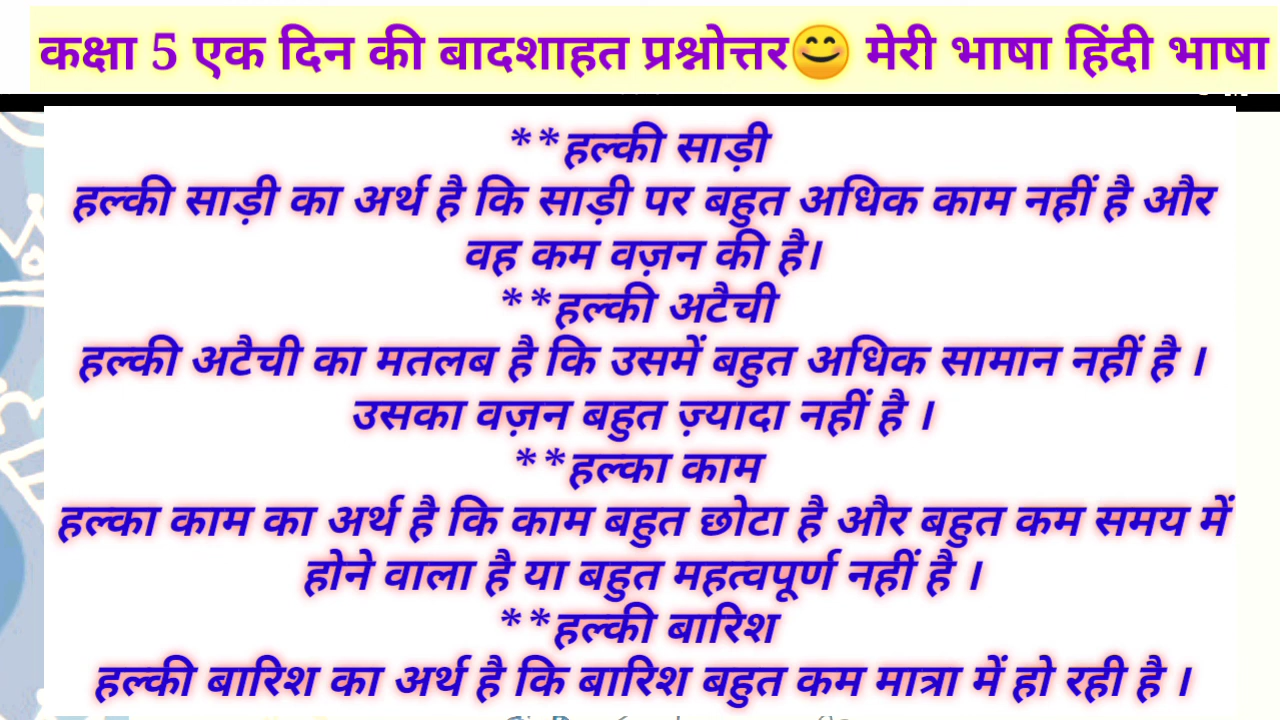 कक्षा 5 एक दिन की बादशाहत प्रश्नोत्तर😊 मेरी भाषा हिंदी भाषा
**हल्की साड़ी
हल्की साड़ी का अर्थ है कि साड़ी पर बहुत अधिक काम नहीं है और
वह कम वज़न की है।
**हल्की अटैची
हल्की अटैची का मतलब है कि उसमें बहुत अधिक सामान नहीं है ।
उसका वज़न बहुत ज़्यादा नहीं है ।
**हल्का काम
हल्का काम का अर्थ है कि काम बहुत छोटा है और बहुत कम समय में
होने वाला है या बहुत महत्वपूर्ण नहीं है ।
**हल्की बारिश
हल्की बारिश का अर्थ है कि बारिश बहुत कम मात्रा में हो रही है ।